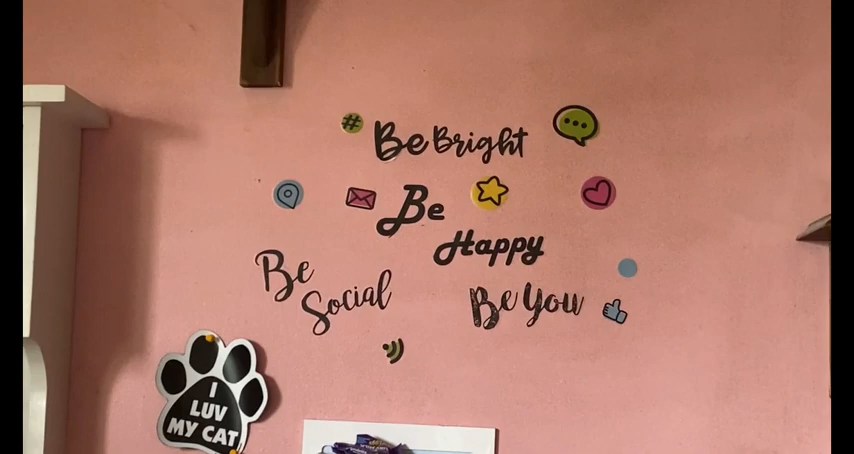 #
Be Bright
Be
Happy
Be
Social
Be You
I
LUV
MY CAT